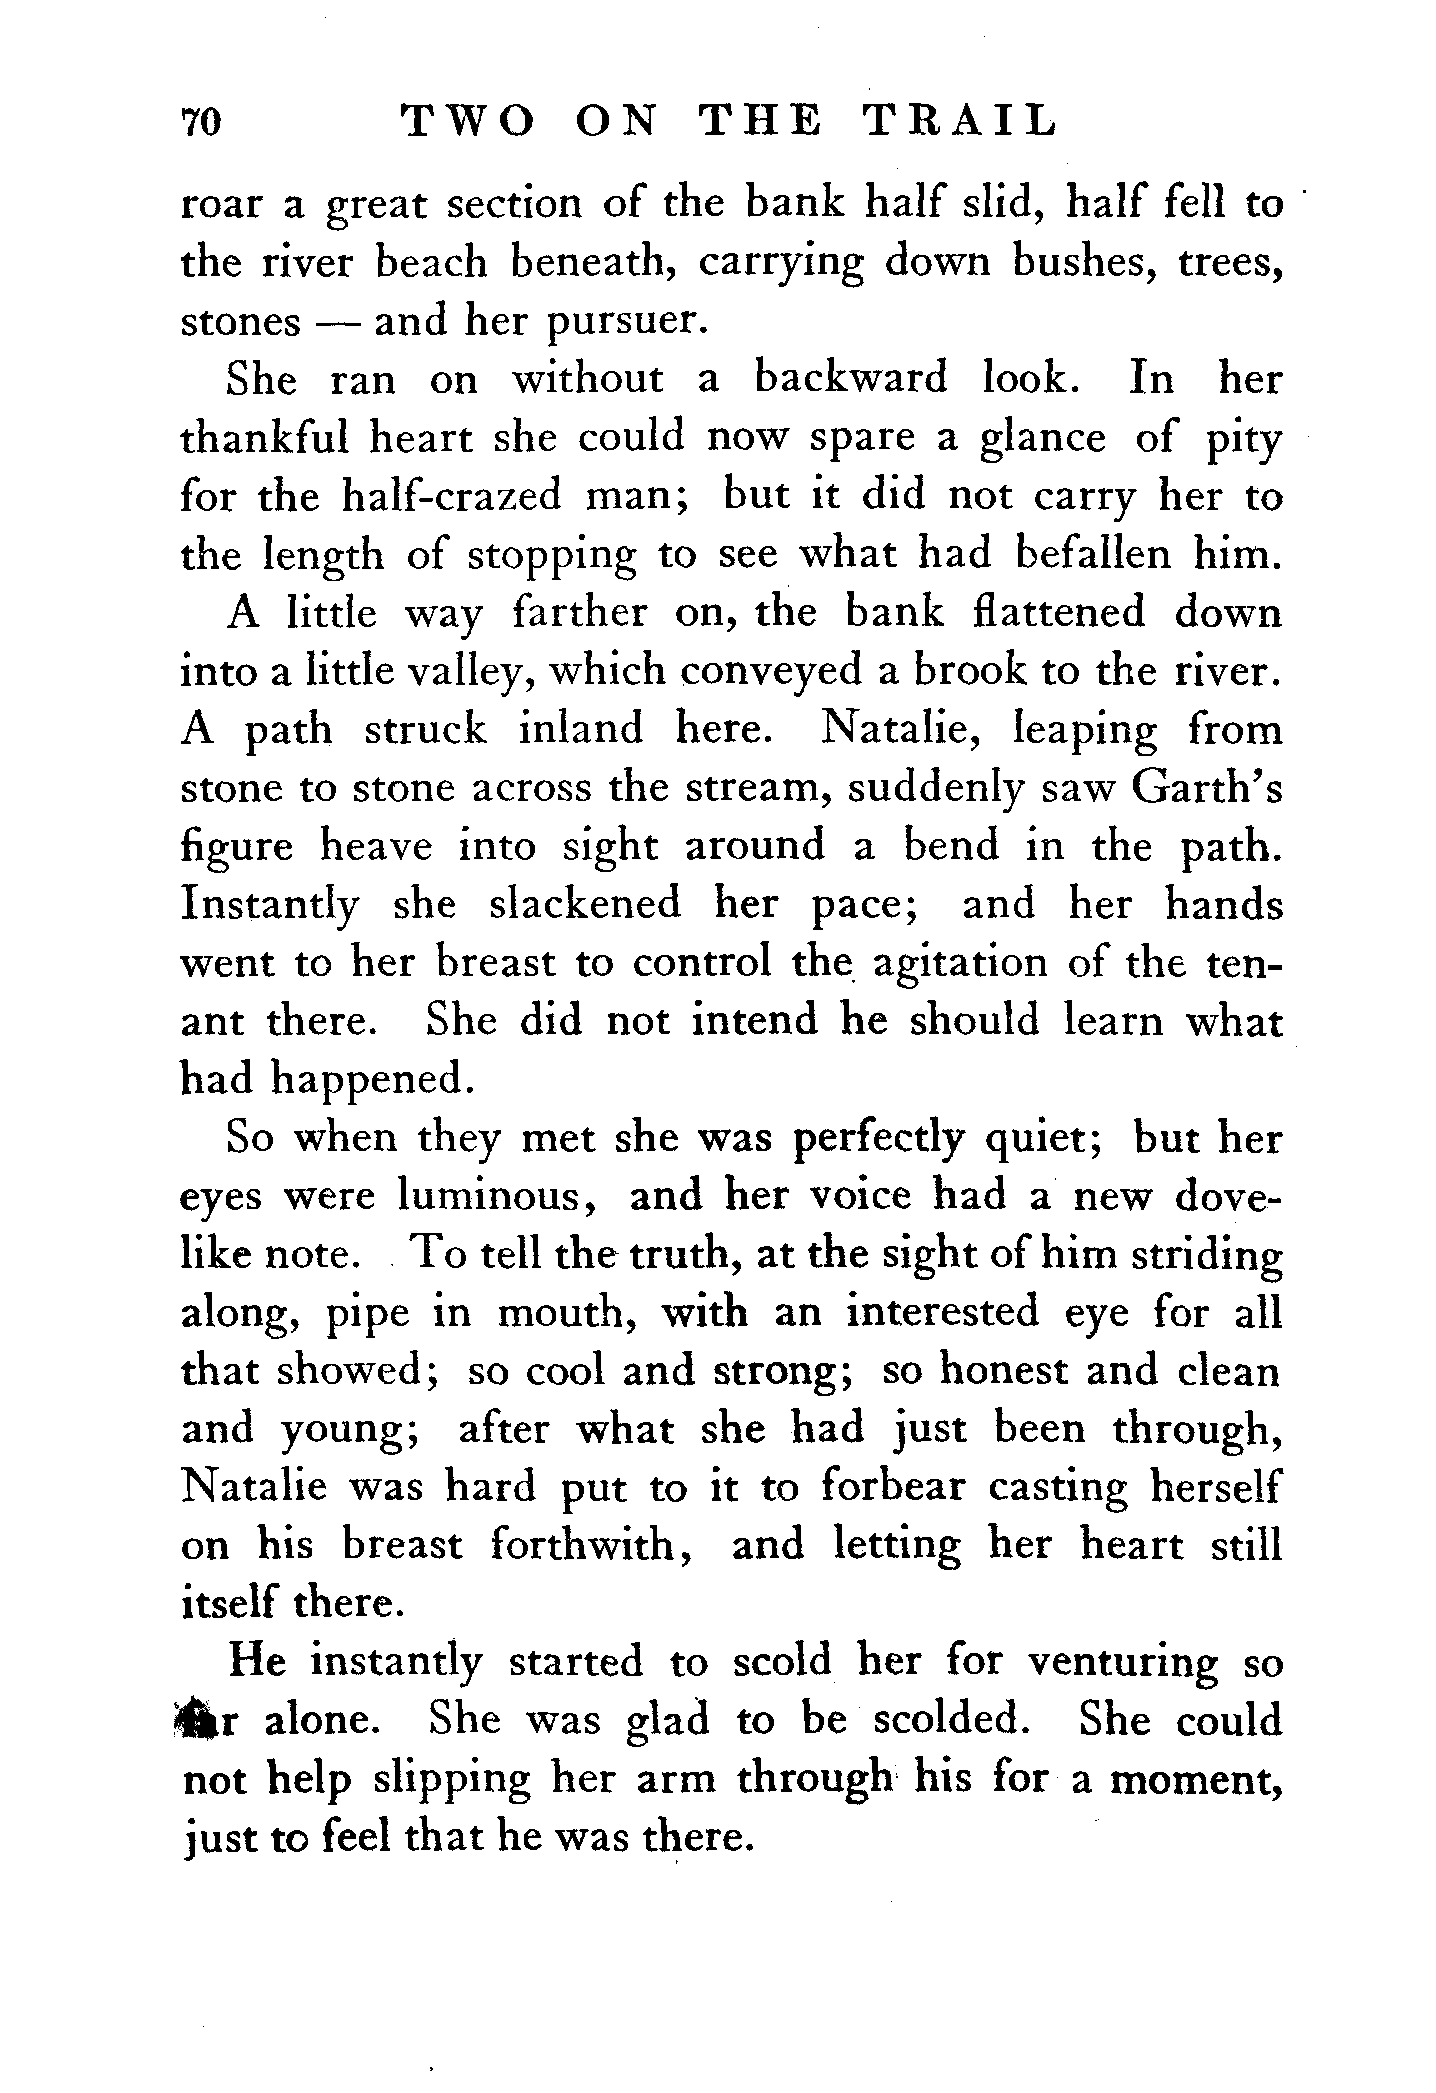 70 TWO ON THE TRAIL
roar a great section of the bank half slid, half fell to
the river beach beneath, carrying down bushes, trees,
stones — and her pursuer.
She ran on without a backward look. In her
thankful heart she could now spare a glance of pity
for the half-crazed man; but it did not carry her to
the length of stopping to see what had befallen him.
A little way farther on, the bank flattened down
into a little valley, which conveyed a brook to the river.
A path struck inland here. Natalie, leaping from
stone to stone across the stream, suddenly saw Garth's
figure heave into sight around a bend in the path.
Instantly she slackened her pace; and her hands
went to her breast to control the agitation of the ten-
ant there. She did not intend he should learn what
had happened.
So when they met she was perfectly quiet; but her
eyes were luminous, and her voice had a new dove-
like note. To tell the truth, at the sight of him striding
along, pipe in mouth, with an interested eye for all
that showed; so cool and strong; so honest and clean
and young; after what she had just been through,
Natalie was hard put to it to forbear casting herself
on his breast forthwith, and letting her heart still
itself there.
He instantly started to scold her for venturing so
alone. She was glad to be scolded. She could
not help slipping her arm through his for a moment,
just to feel that he was there.